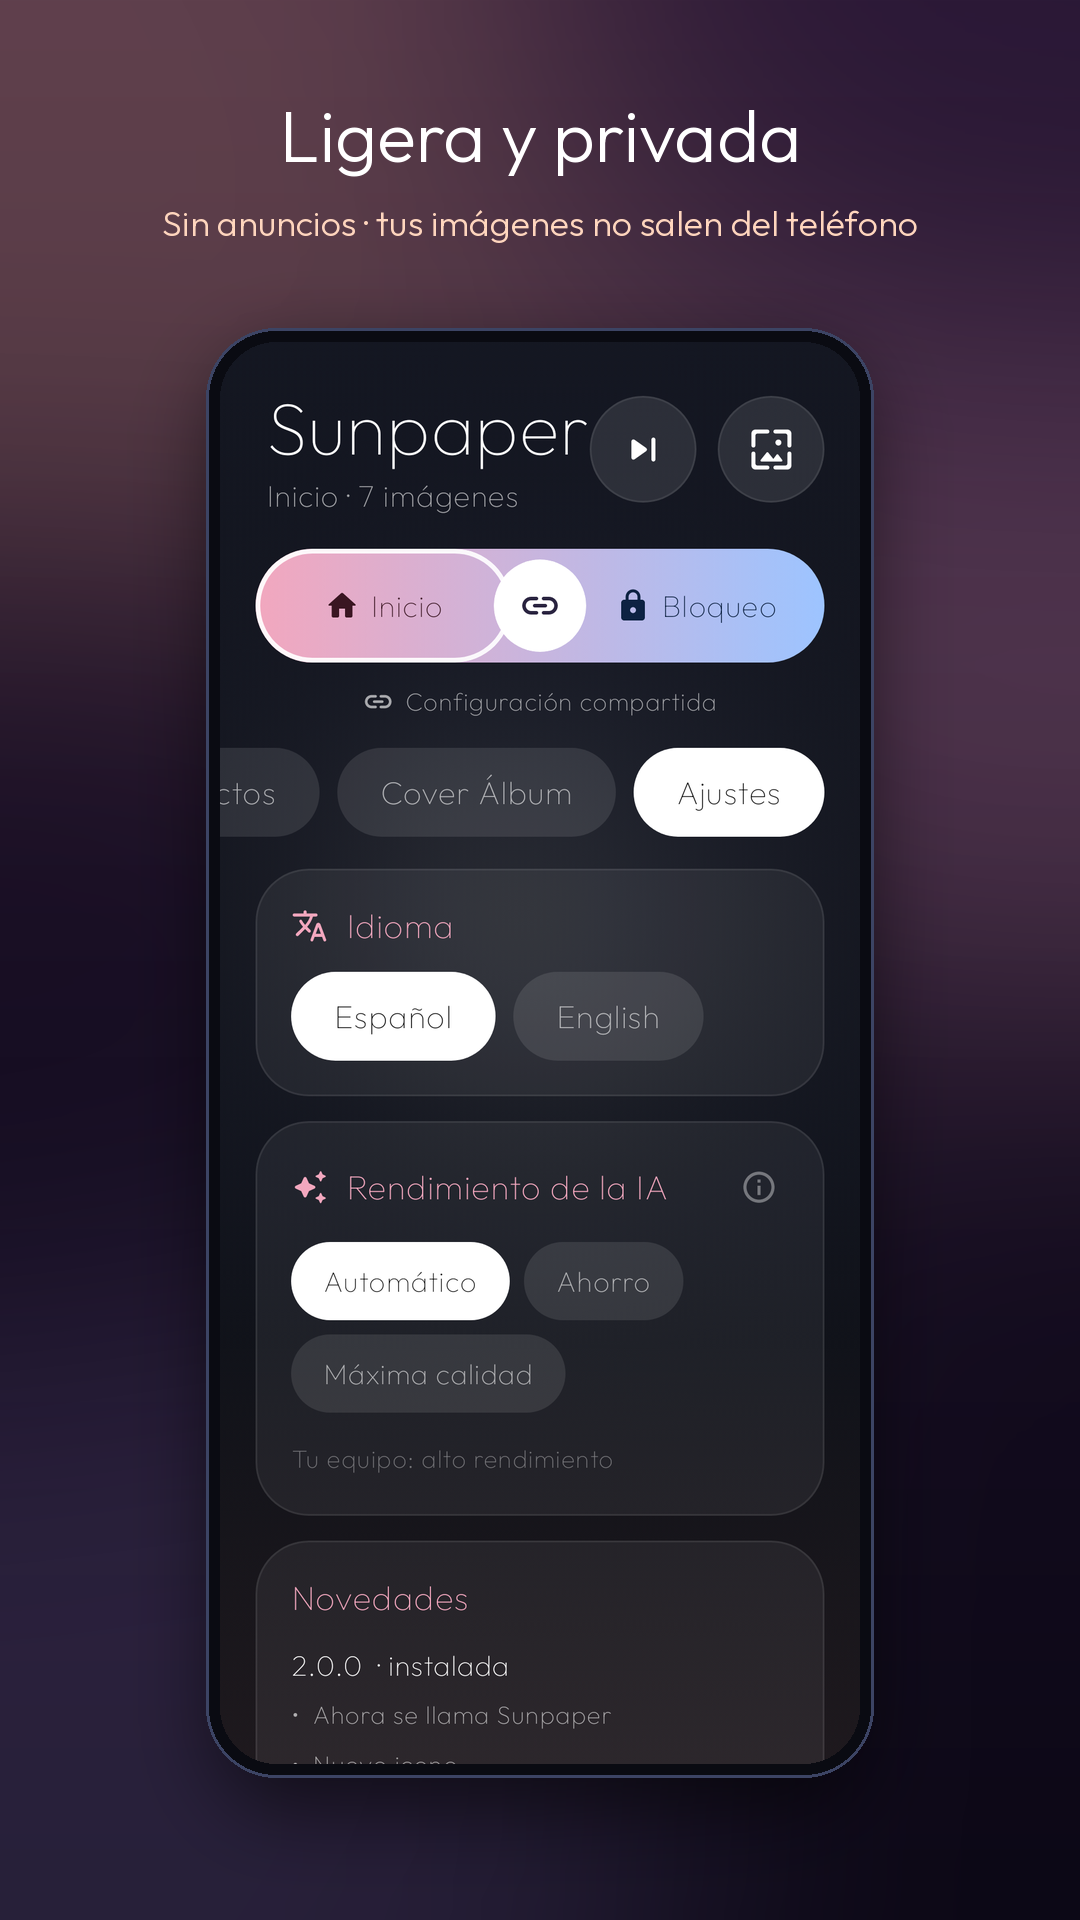 Ligera y privada
Sin anuncios · tus imágenes no salen del teléfono
Sunpaper
Inicio · 7 imágenes
Inicio
Bloqueo
Configuración compartida
ctos
Cover Álbum
Ajustes
Idioma
Español
English
Rendimiento de la IA
Automático
Ahorro
Máxima calidad
Tu equipo: alto rendimiento
Novedades
2.0.0 · instalada
· Ahora se llama Sunpaper
· Nuevo icono